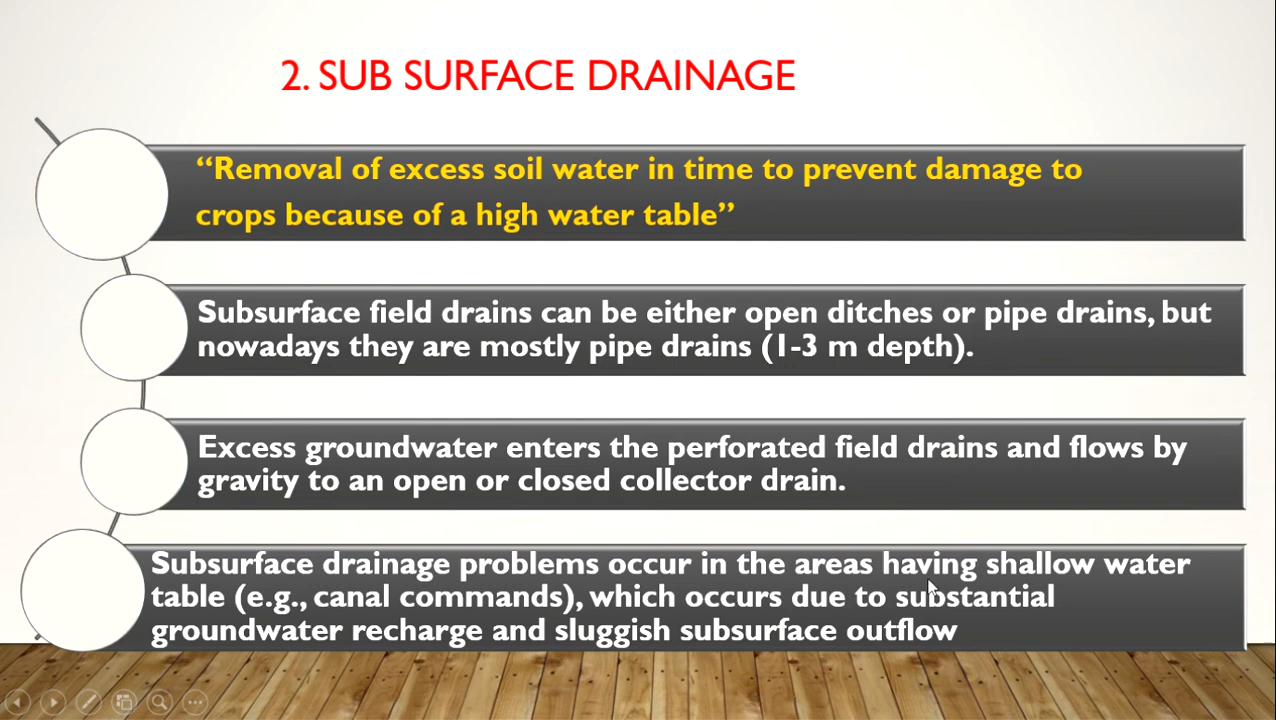 2. SUB SURFACE DRAINAGE
“Removal of excess soil water in time to prevent damage to
crops because of a high water table”
Subsurface field drains can be either open ditches or pipe drains, but
nowadays they are mostly pipe drains (1-3 m depth).
Excess groundwater enters the perforated field drains and flows by
gravity to an open or closed collector drain.
Subsurface drainage problems occur in the areas having shallow water
table (e.g., canal commands), which occurs due to substantial
groundwater recharge and sluggish subsurface outflow